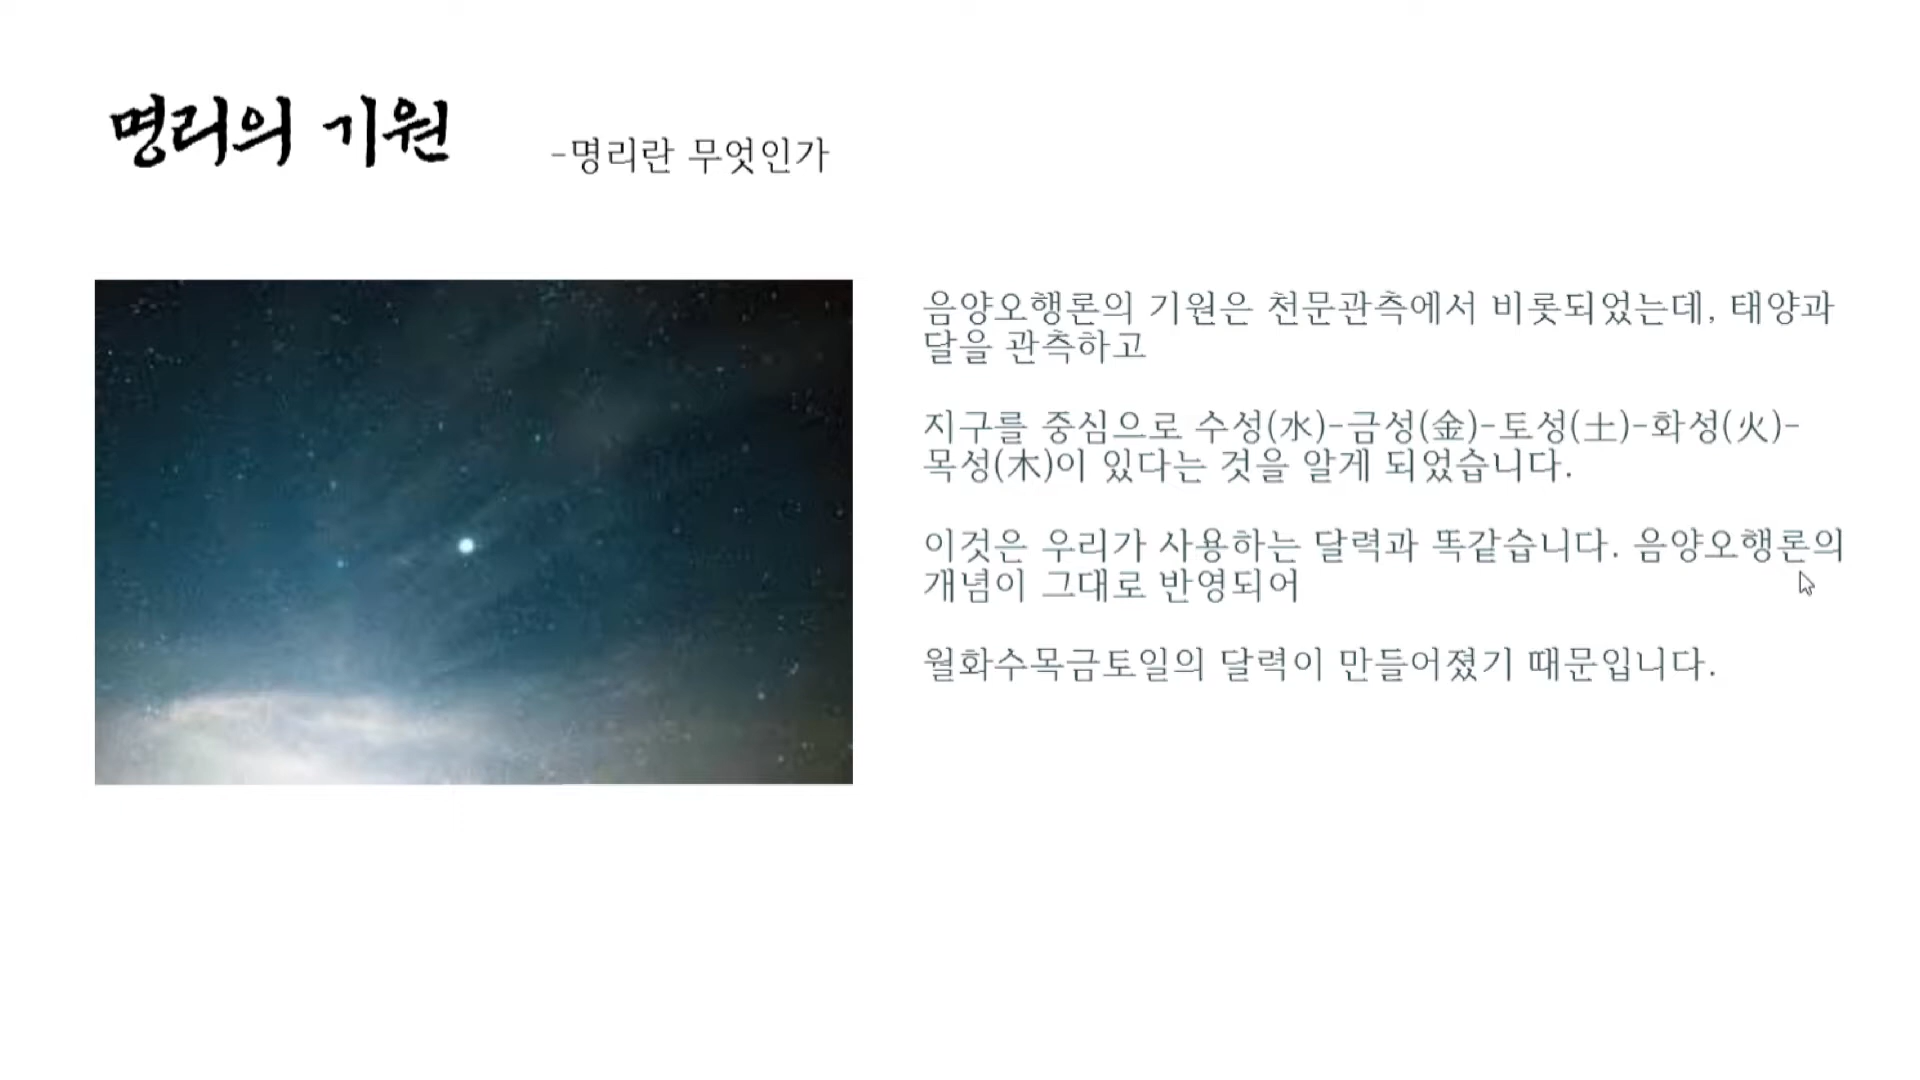 명리의 기원
-명리란 무엇인가
음양오행론의 기원은 천문관측에서 비롯되었는데, 태양과
달을 관측하고
지구를 중심으로 수성(水)-금성(金)-토성(土)-화성(火)-
목성(木)이 있다는 것을 알게 되었습니다.
이것은 우리가 사용하는 달력과 똑같습니다. 음양오행론의
개념이 그대로 반영되어
월화수목금토일의 달력이 만들어졌기 때문입니다.